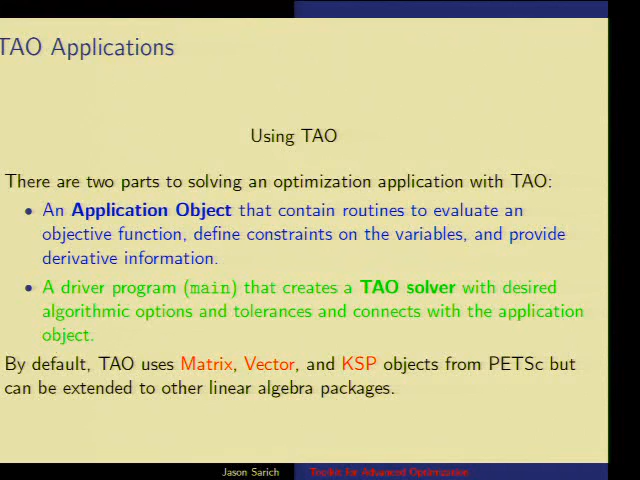 TAO Applications
Using TAO
There are two parts to solving an optimization application with TAO:
• An Application Object that contain routines to evaluate an
objective function, define constraints on the variables, and provide
derivative information.
• A driver program (main) that creates a TAO solver with desired
algorithmic options and tolerances and connects with the application
object.
By default, TAO uses Matrix, Vector, and KSP objects from PETSc but
can be extended to other linear algebra packages.
Jason Sarich Toolkit for Advanced Optimization